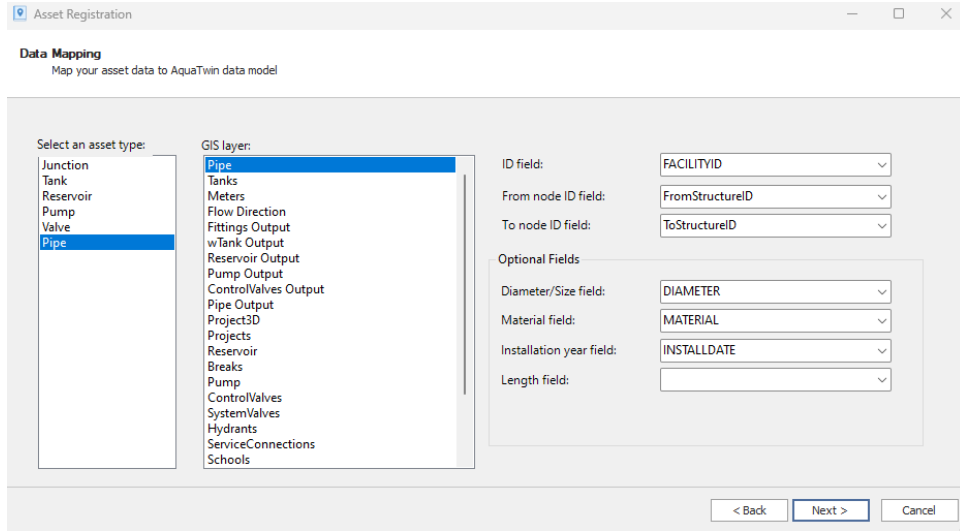 Asset Registration
Data Mapping
Map your asset data to AquaTwin data model
Select an asset type:
Junction
Tank
Reservoir
Pump
Valve
Pipe
GIS layer:
Pipe
Tanks
Meters
Flow Direction
Fittings Output
wTank Output
Reservoir Output
Pump Output
ControlValves Output
Pipe Output
Project3D
Projects
Reservoir
Breaks
Pump
ControlValves
SystemValves
Hydrants
ServiceConnections
Schools
ID field: FACILITYID
From node ID field: FromStructureID
To node ID field: ToStructureID
Optional Fields
Diameter/Size field: DIAMETER
Material field: MATERIAL
Installation year field: INSTALLDATE
Length field:
< Back Next > Cancel